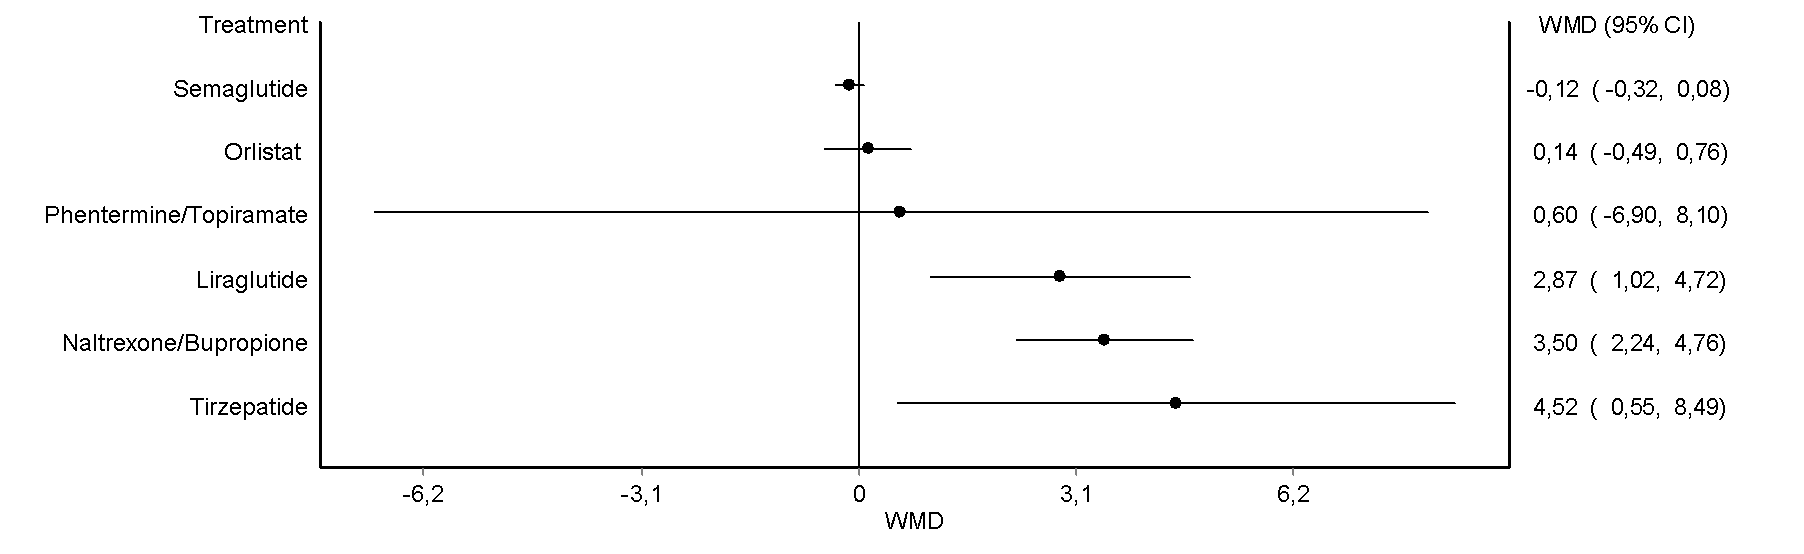 Treatment WMD (95% CI)
Semaglutide -0,12 ( -0,32, 0,08)
Orlistat 0,14 ( -0,49, 0,76)
Phentermine/Topiramate 0,60 ( -6,90, 8,10)
Liraglutide 2,87 ( 1,02, 4,72)
Naltrexone/Bupropione 3,50 ( 2,24, 4,76)
Tirzepatide 4,52 ( 0,55, 8,49)
-6,2 -3,1 0 3,1 6,2
WMD